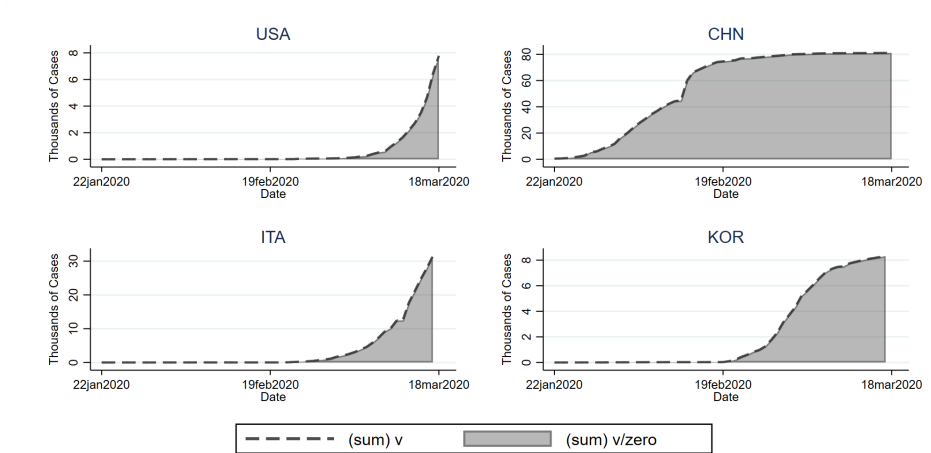 USA
Thousands of Cases
8
6
4
2
0
22jan2020 19feb2020 18mar2020
Date
CHN
Thousands of Cases
80
60
40
20
0
22jan2020 19feb2020 18mar2020
Date
ITA
Thousands of Cases
30
20
10
0
22jan2020 19feb2020 18mar2020
Date
KOR
Thousands of Cases
8
6
4
2
0
22jan2020 19feb2020 18mar2020
Date
(sum) v (sum) v/zero